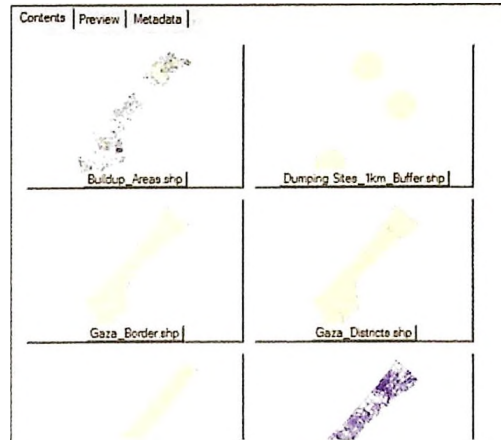 Contents Preview Metadata
Buildup_Areas.shp
Dumping Sites_1km_Buffer.shp
Gaza_Border.shp
Gaza_Districts.shp